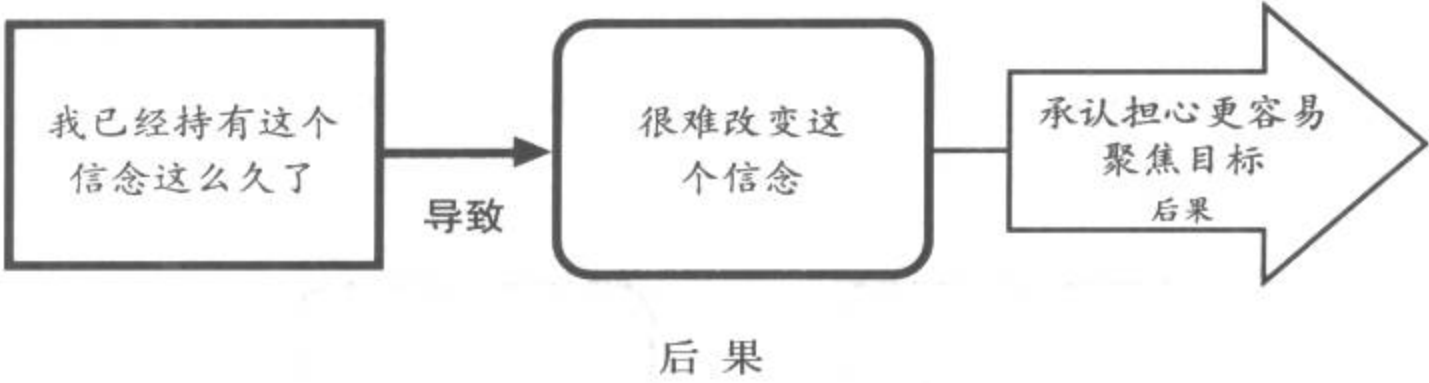 我已经持有这个
信念这么久了
导致
很难改变这
个信念
承认担心更容易
聚焦目标
后果
后果